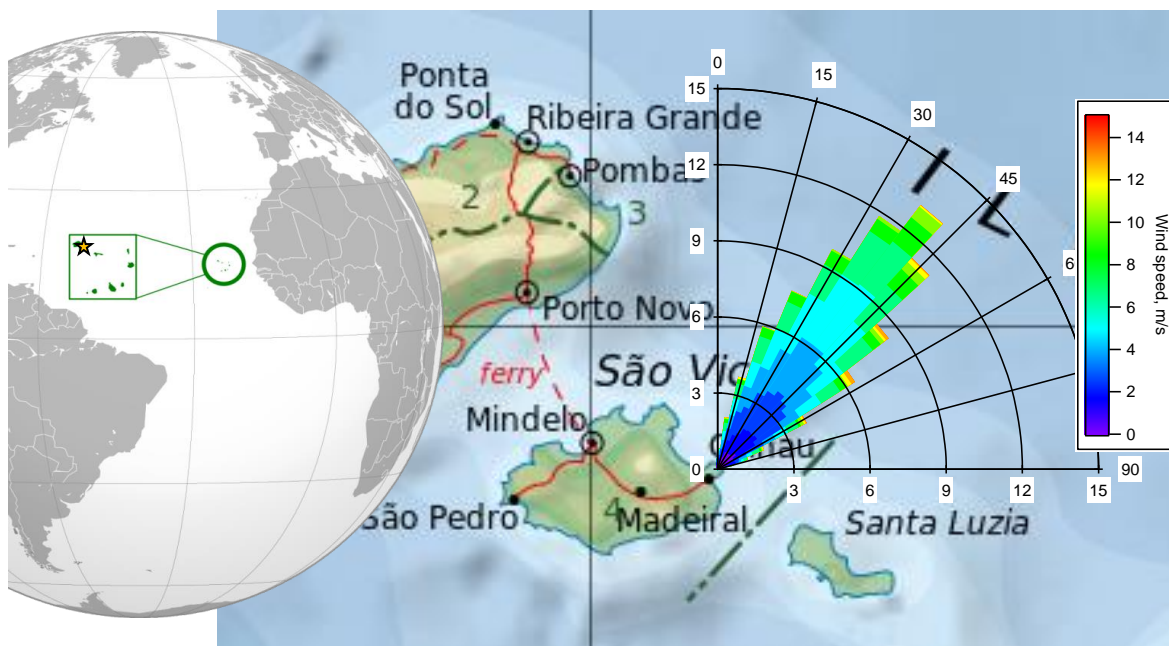 Ponta
do Sol
Ribeira Grande
Pombas
2
3
Porto Novo
ferry
São Vic
Mindelo
São Pedro
4
Madeiral
Santa Luzia
0
15
30
45
6
90
15
12
9
6
3
0
3
6
9
12
15
14
12
10
8
6
4
2
0
Wind speed, m/s